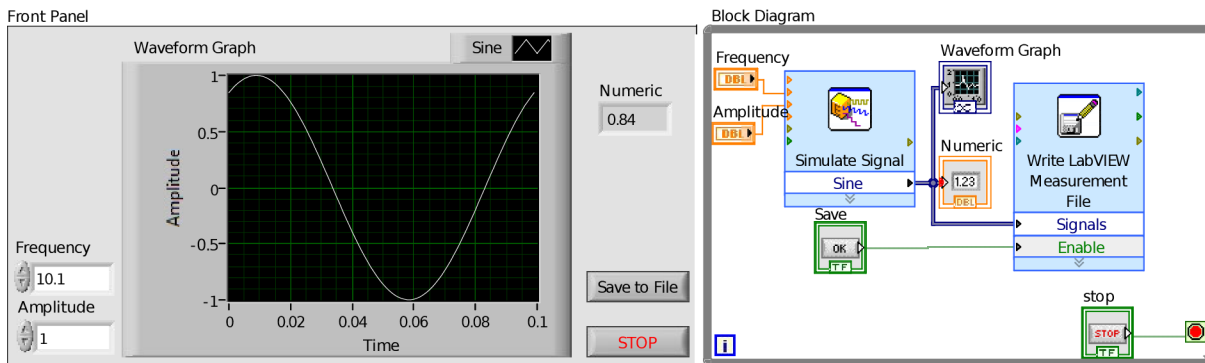 Front Panel
Waveform Graph
Sine
Amplitude
1
0.5
0
-0.5
-1
0
0.02
0.04
0.06
0.08
0.1
Time
Numeric
0.84
Frequency
10.1
Amplitude
1
Save to File
STOP
Block Diagram
Frequency
DBL
Amplitude
DBL
Simulate Signal
Sine
Waveform Graph
Numeric
1.23
DBL
Write LabVIEW
Measurement
File
Signals
Enable
Save
OK
TF
stop
STOP
TF
i